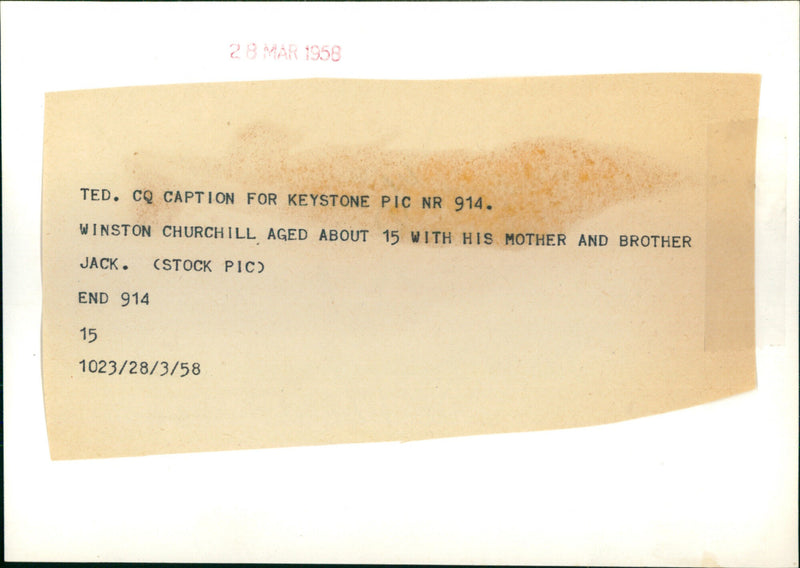 28 MAR 1958
TED. CQ CAPTION FOR KEYSTONE PIC NR 914.
WINSTON CHURCHILL, AGED ABOUT 15 WITH HIS MOTHER AND BROTHER
JACK. (STOCK PIC)
END 914
15
1023/28/3/58